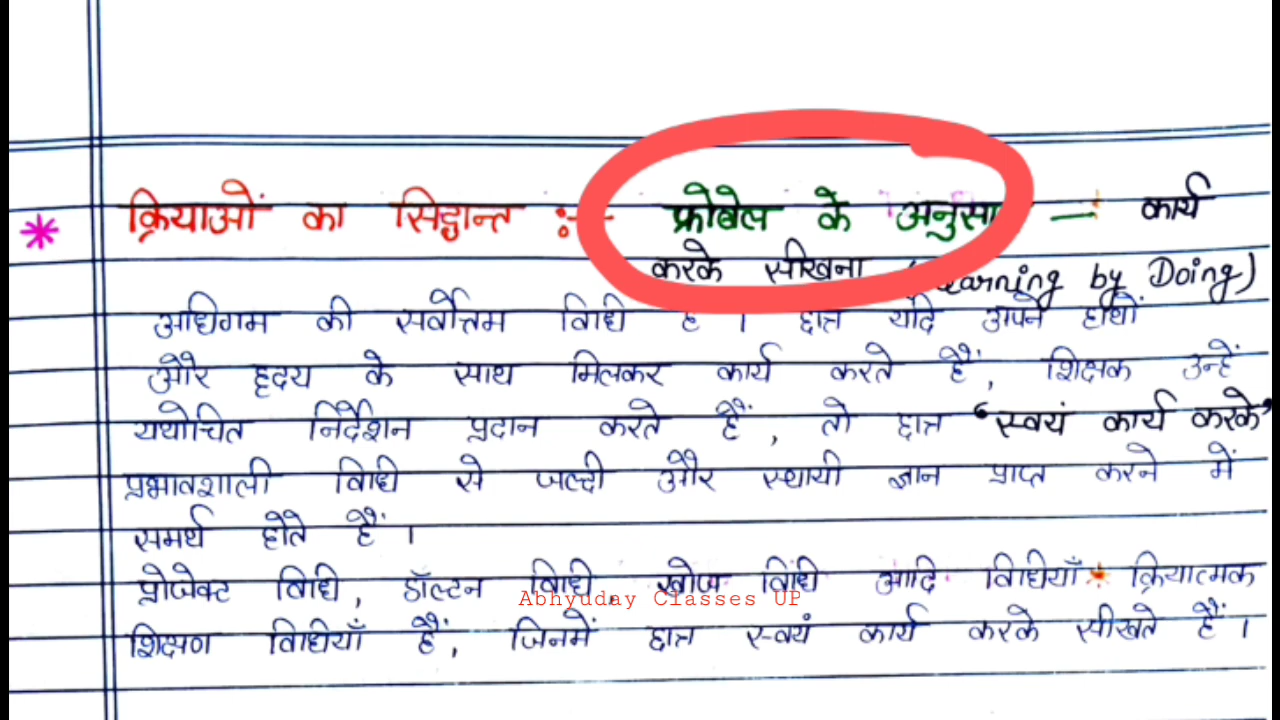 * क्रियाओं का सिद्धान्त :- फ्रोबेल के अनुसार — कार्य
करके सीखना (Learning by Doing)
अधिगम की सर्वोत्तम विधि है । छात्र यदि अपने हाथों
और हृदय के साथ मिलकर कार्य करते हैं, शिक्षक उन्हें
यथोचित निर्देशन प्रदान करते हैं, तो छात्र "स्वयं कार्य करके"
प्रभावशाली विधि से जल्दी और स्थायी ज्ञान प्राप्त करने में
समर्थ होते हैं ।
प्रोजेक्ट विधि, डॉल्टन विधि, खोज विधि आदि विधियाँ क्रियात्मक
Abhyuday Classes UP
शिक्षण विधियाँ हैं, जिनमें छात्र स्वयं कार्य करके सीखते हैं ।